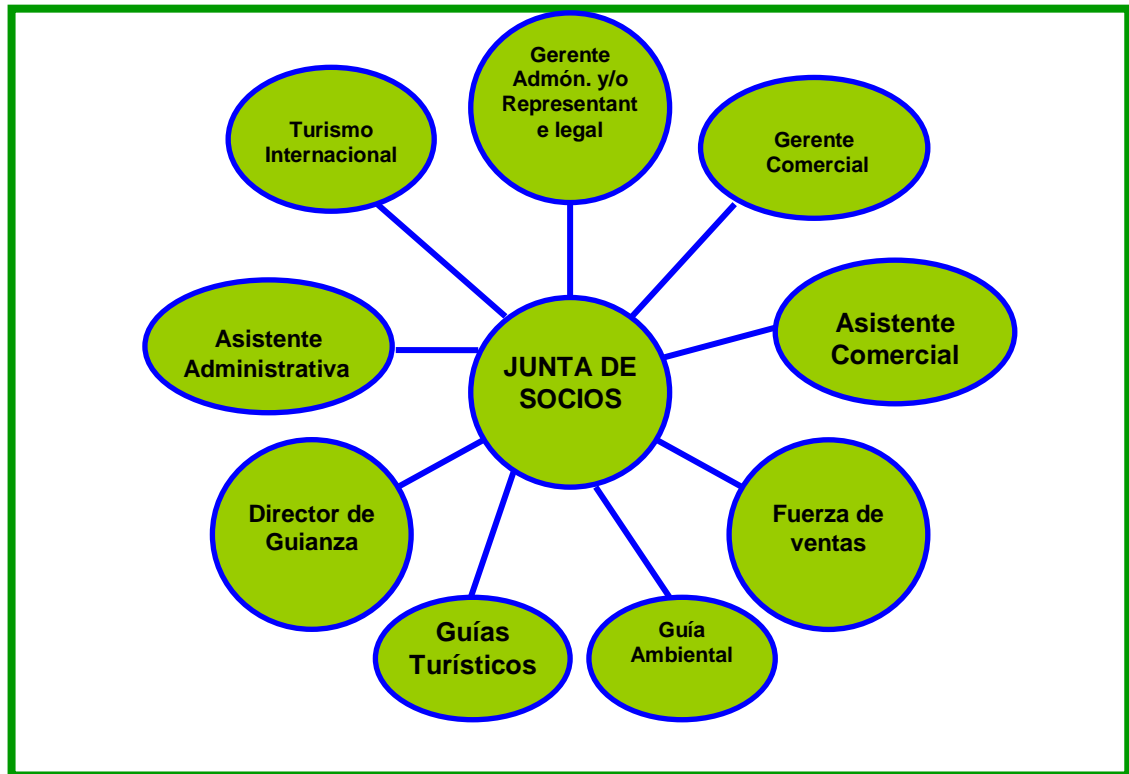 Gerente
Admón. y/o
Representant
e legal
Turismo
Internacional
Gerente
Comercial
Asistente
Administrativa
JUNTA DE
SOCIOS
Asistente
Comercial
Director de
Guianza
Fuerza de
ventas
Guías
Turísticos
Guía
Ambiental